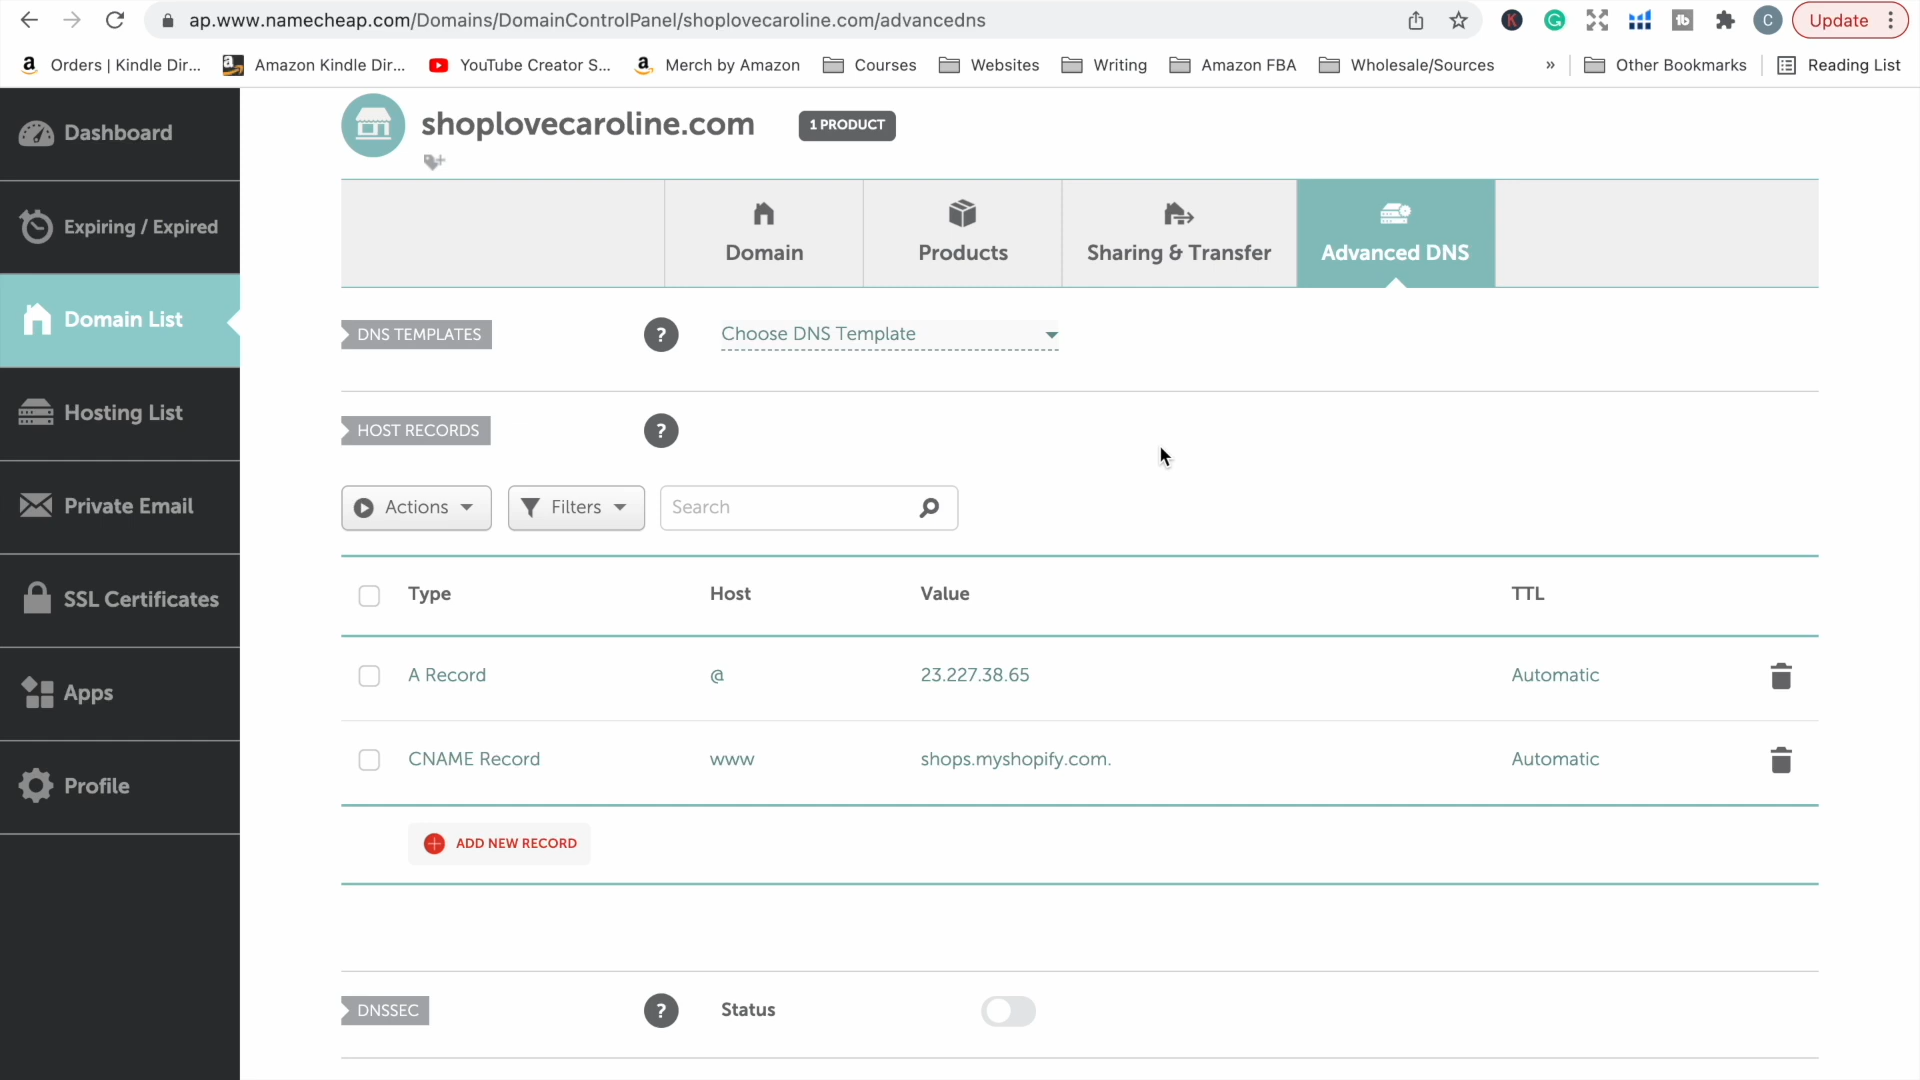 ap.www.namecheap.com/Domains/DomainControlPanel/shoplovecaroline.com/advanceddns
K
C
Update
Orders | Kindle Dir...
Amazon Kindle Dir...
YouTube Creator S...
Merch by Amazon
Courses
Websites
Writing
Amazon FBA
Wholesale/Sources
»
Other Bookmarks
Reading List
Dashboard
Expiring / Expired
Domain List
Hosting List
Private Email
SSL Certificates
Apps
Profile
shoplovecaroline.com
1 PRODUCT
Domain
Products
Sharing & Transfer
Advanced DNS
DNS TEMPLATES
?
Choose DNS Template
HOST RECORDS
?
Actions
Filters
Search
Type Host Value TTL
A Record @ 23.227.38.65 Automatic
CNAME Record www shops.myshopify.com. Automatic
ADD NEW RECORD
DNSSEC
?
Status